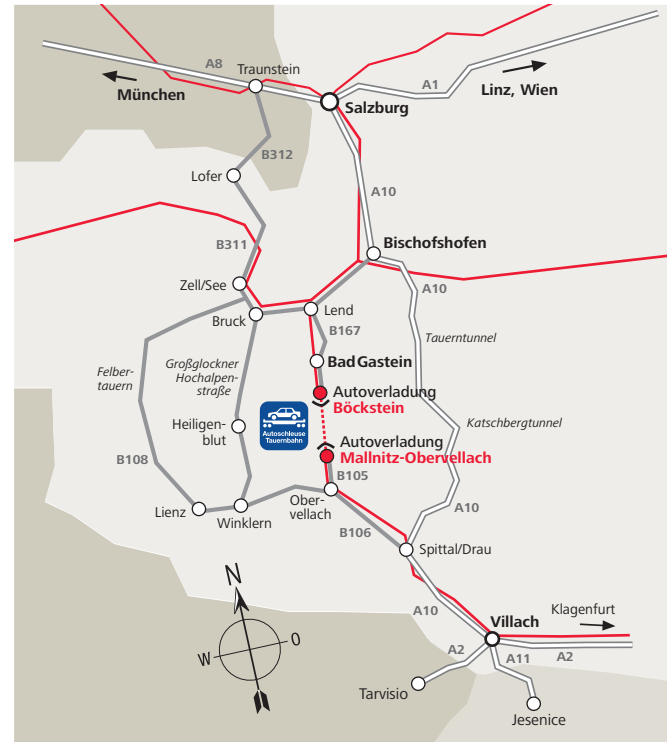 A8
Traunstein
München
A1
Linz, Wien
Salzburg
B312
Lofer
A10
B311
Bischofshofen
Zell/See
A10
Bruck
Lend
B167
Tauerntunnel
Felber-
tauern
Großglockner
Hochalpen-
straße
Bad Gastein
Autoverladung
Böckstein
Autoschleuse
Tauernbahn
Heiligen-
blut
Katschbergtunnel
Autoverladung
Mallnitz-Obervellach
B108
B105
Lienz
Winklern
Ober-
vellach
A10
B106
Spittal/Drau
N
A10
Klagenfurt
Villach
W
O
A2
A11
A2
Tarvisio
Jesenice